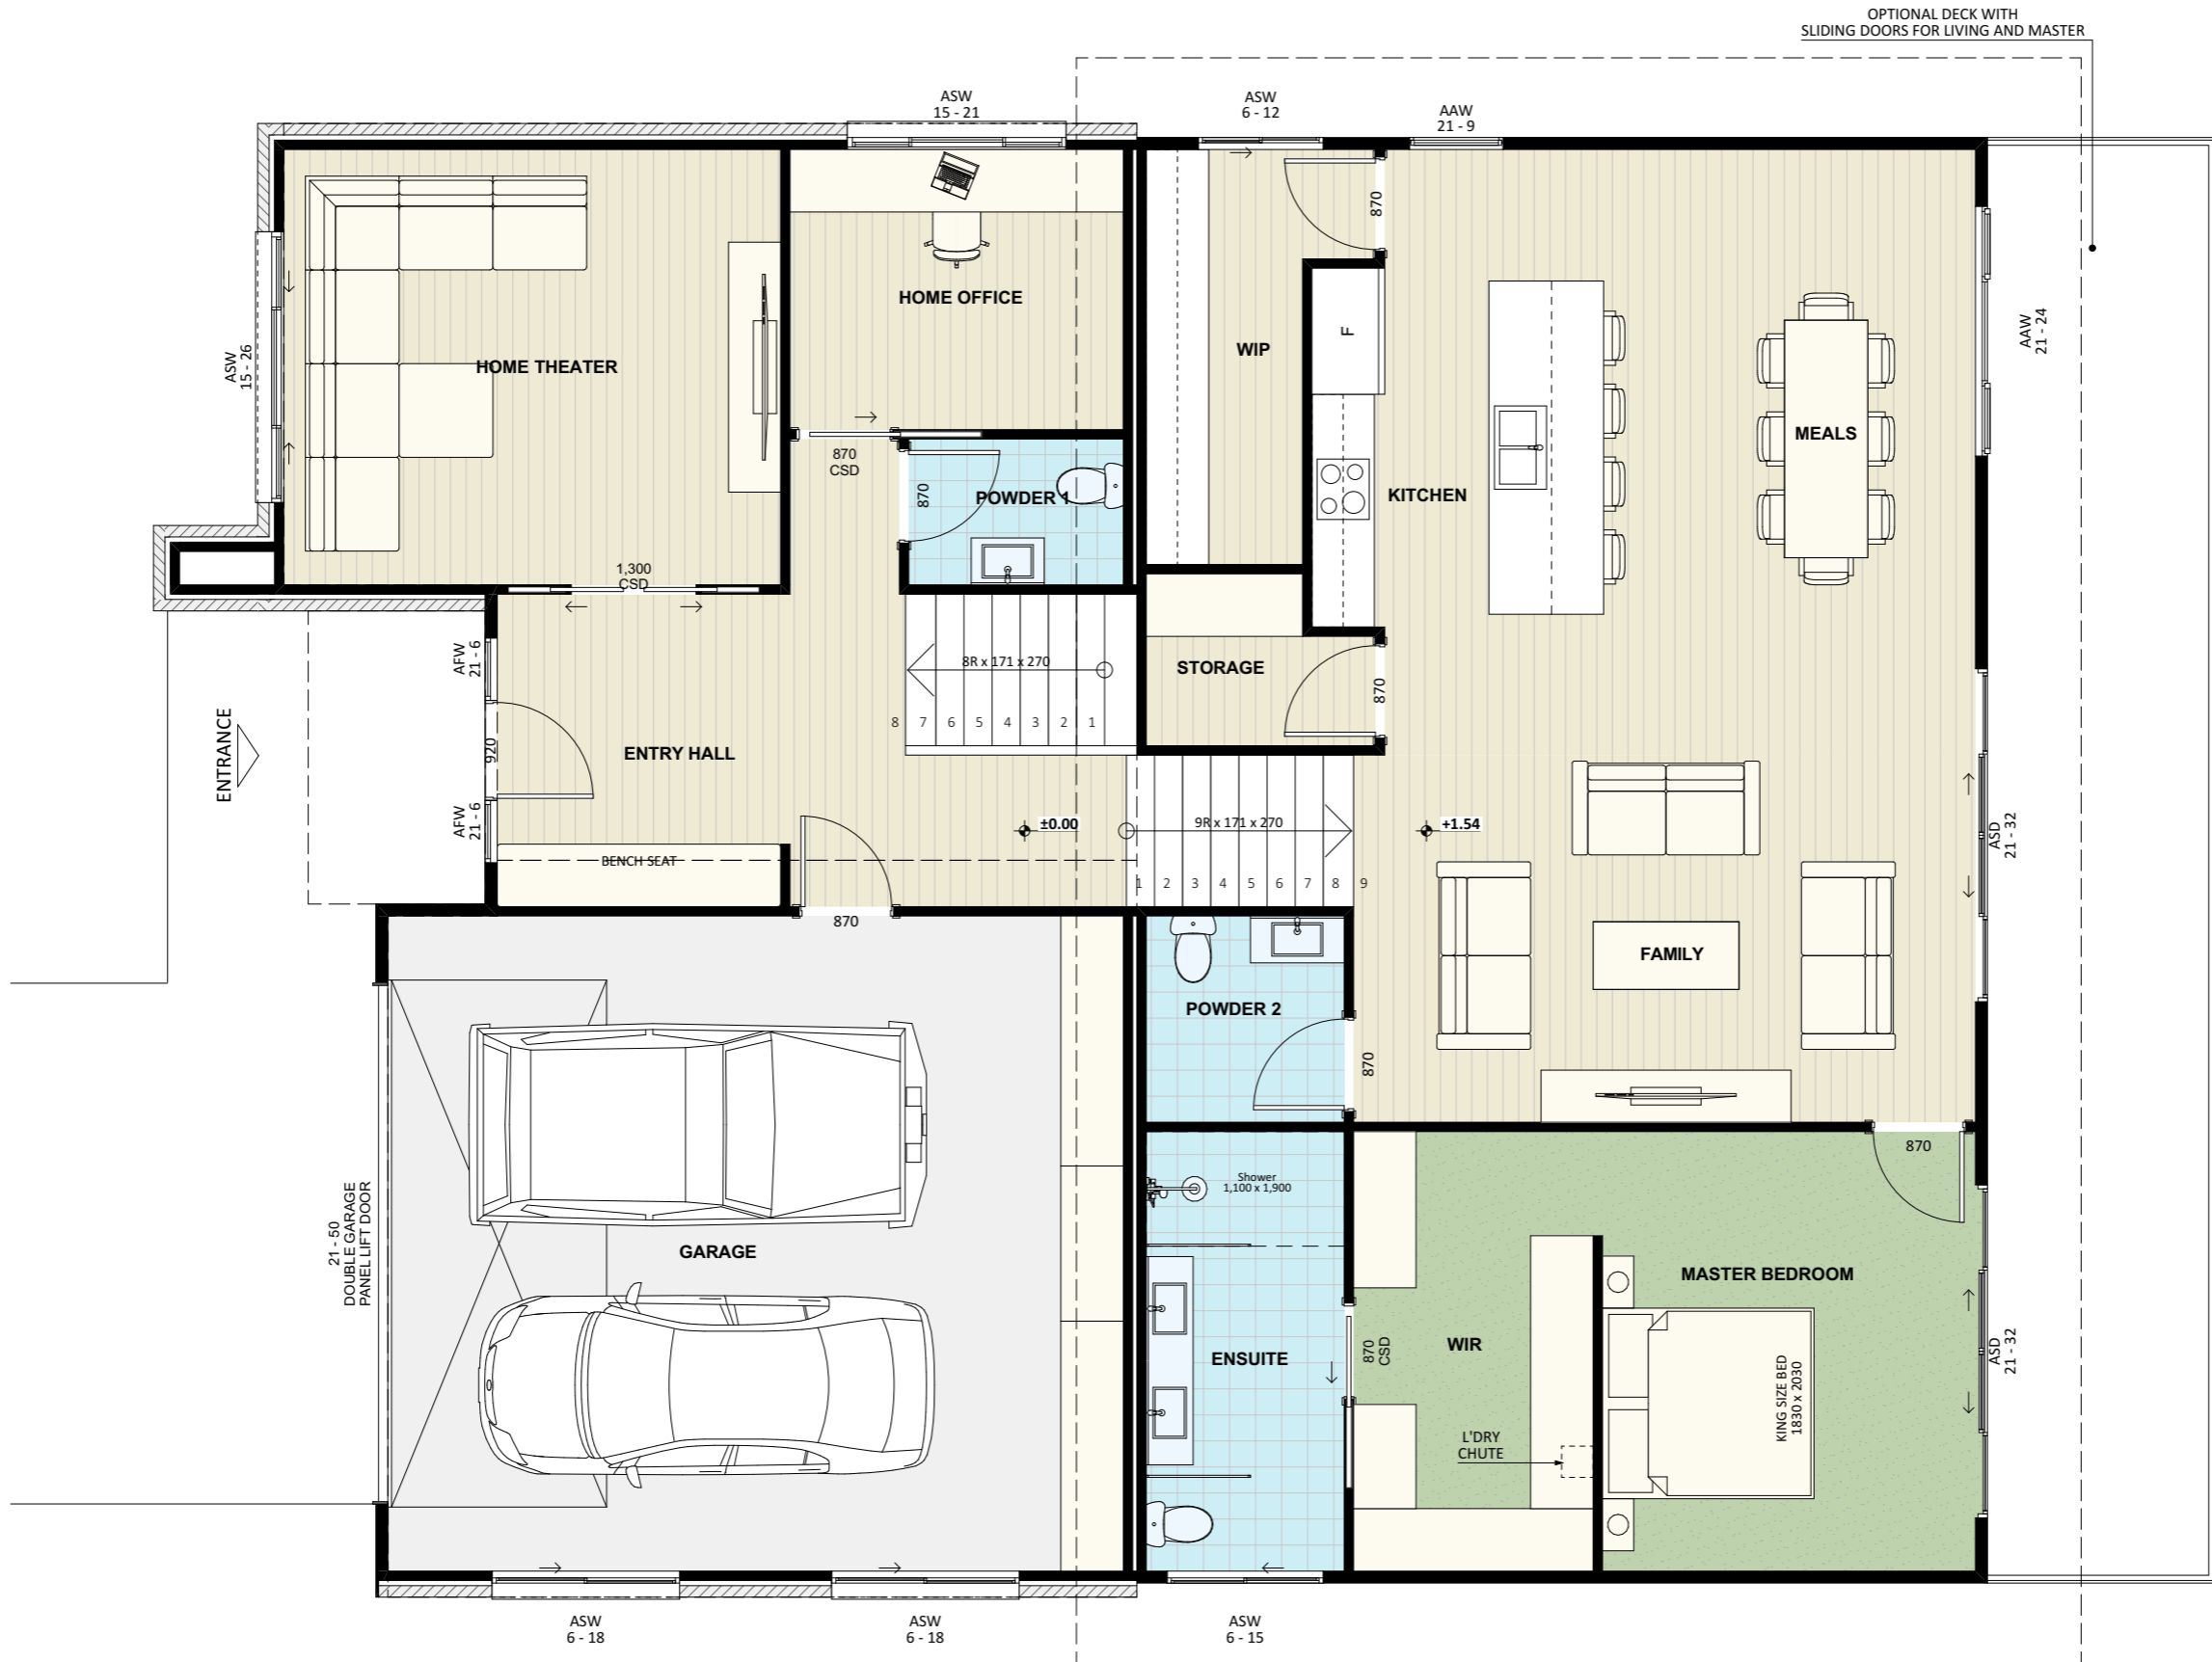 OPTIONAL DECK WITH
SLIDING DOORS FOR LIVING AND MASTER
ASW
15 - 21
ASW
6 - 12
AAW
21 - 9
870
HOME OFFICE
F
WIP
AAW
21 - 24
ASW
15 - 26
HOME THEATER
MEALS
870
CSD
870
POWDER 1
KITCHEN
1,300
CSD
AFW
21 - 6
8R x 171 x 270
STORAGE
870
8 7 6 5 4 3 2 1
ENTRANCE
920
ENTRY HALL
AFW
21 - 6
±0.00
9R x 171 x 270
+1.54
ASD
21 - 32
BENCH SEAT
1 2 3 4 5 6 7 8 9
870
FAMILY
POWDER 2
870
870
Shower
1,100 x 1,900
21 - 50
DOUBLE GARAGE
PANEL LIFT DOOR
GARAGE
MASTER BEDROOM
ENSUITE
870
CSD
WIR
ASD
21 - 32
KING SIZE BED
1830 x 2030
L'DRY
CHUTE
ASW
6 - 18
ASW
6 - 18
ASW
6 - 15